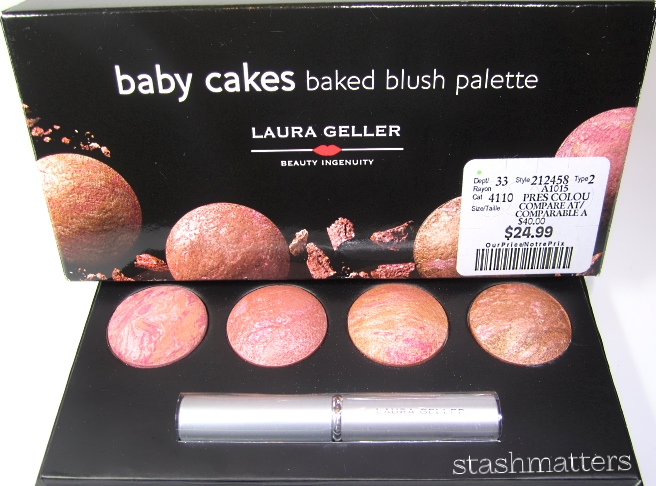 baby cakes baked blush palette
LAURA GELLER
BEAUTY INGENUITY
Dept/ 33 Style 212458 Type 2
Rayon A1015
Cat 4110 PRES COLOU
Size/Taille COMPARE AT/
COMPARABLE A
$40.00
$24.99
OurPriceNotrePrix
LAURA GELLER
stashmatters